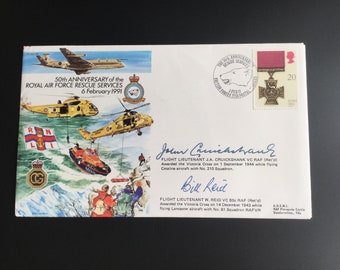 50th ANNIVERSARY of the
ROYAL AIR FORCE RESCUE SERVICES
6 February 1991
20
John Cruickshank
FLIGHT LIEUTENANT J.A. CRUICKSHANK VC RAF (Ret'd)
Awarded the Victoria Cross on 1 September 1944 while flying
Catalina aircraft with No. 210 Squadron.
Bill Reid
FLIGHT LIEUTENANT W. REID VC BSc RAF (Ret'd)
Awarded the Victoria Cross on 14 December 1943 while
flying Lancaster aircraft with No. 61 Squadron RAFVR